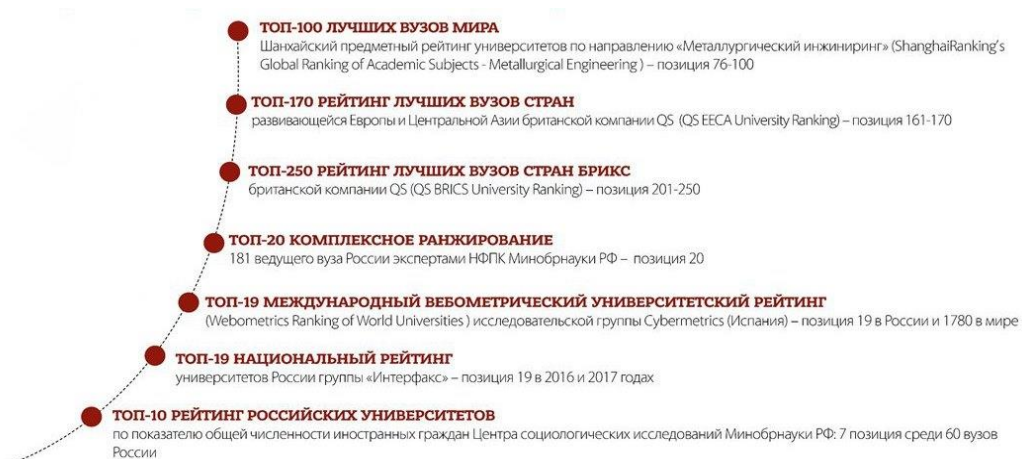 ТОП-100 ЛУЧШИХ ВУЗОВ МИРА
Шанхайский предметный рейтинг университетов по направлению «Металлургический инжиниринг» (ShanghaiRanking's
Global Ranking of Academic Subjects - Metallurgical Engineering ) – позиция 76-100
ТОП-170 РЕЙТИНГ ЛУЧШИХ ВУЗОВ СТРАН
развивающейся Европы и Центральной Азии британской компании QS (QS EECA University Ranking) – позиция 161-170
ТОП-250 РЕЙТИНГ ЛУЧШИХ ВУЗОВ СТРАН БРИКС
британской компании QS (QS BRICS University Ranking) – позиция 201-250
ТОП-20 КОМПЛЕКСНОЕ РАНЖИРОВАНИЕ
181 ведущего вуза России экспертами НФПК Минобрнауки РФ – позиция 20
ТОП-19 МЕЖДУНАРОДНЫЙ ВЕБОМЕТРИЧЕСКИЙ УНИВЕРСИТЕТСКИЙ РЕЙТИНГ
(Webometrics Ranking of World Universities ) исследовательской группы Cybermetrics (Испания) – позиция 19 в России и 1780 в мире
ТОП-19 НАЦИОНАЛЬНЫЙ РЕЙТИНГ
университетов России группы «Интерфакс» – позиция 19 в 2016 и 2017 годах
ТОП-10 РЕЙТИНГ РОССИЙСКИХ УНИВЕРСИТЕТОВ
по показателю общей численности иностранных граждан Центра социологических исследований Минобрнауки РФ: 7 позиция среди 60 вузов
России